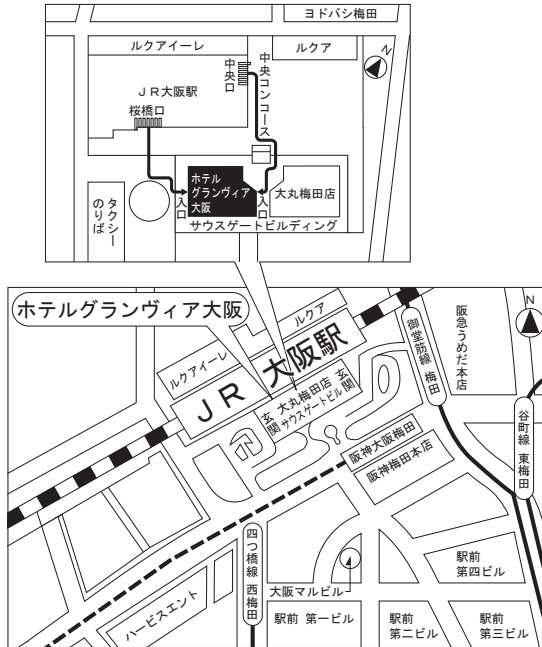 ヨドバシ梅田
ルクアイーレ
ルクア
中央口
中央コンコース
N
JR大阪駅
桜橋口
ホテル
グランヴィア
大阪
入口
入口
大丸梅田店
タクシー
のりば
サウスゲートビルディング
ホテルグランヴィア大阪
ルクア
ルクアイーレ
JR 大阪駅
御堂筋線 梅田
阪急うめだ本店
N
玄関
大丸梅田店
サウスゲートビル
玄関
谷町線 東梅田
阪神大阪梅田
阪神梅田本店
四つ橋線 西梅田
大阪マルビル
駅前
第四ビル
ハービスエント
駅前 第一ビル
駅前
第二ビル
駅前
第三ビル